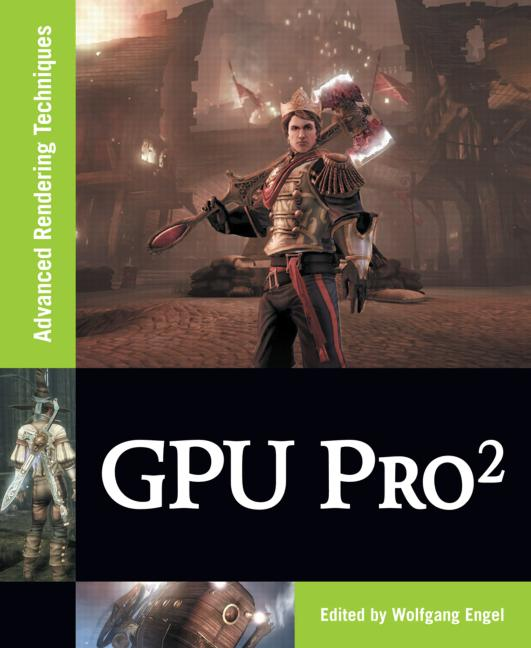 Advanced Rendering Techniques
GPU PRO²
Edited by Wolfgang Engel